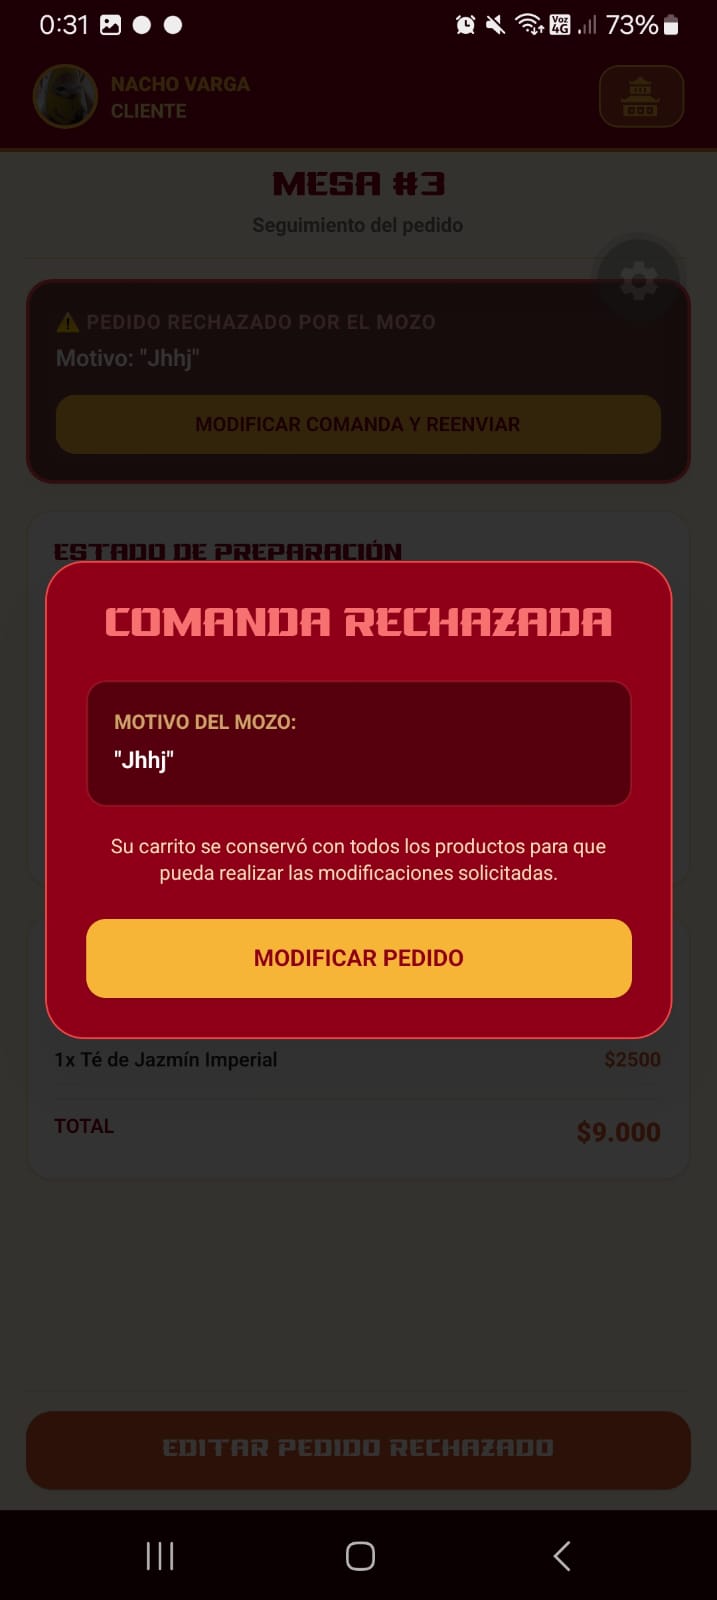 0:31
Voz
4G
73%
NACHO VARGA
CLIENTE
MESA #3
Seguimiento del pedido
PEDIDO RECHAZADO POR EL MOZO
Motivo: "Jhhj"
MODIFICAR COMANDA Y REENVIAR
ESTADO DE PREPARACIÓN
COMANDA RECHAZADA
MOTIVO DEL MOZO:
"Jhhj"
Su carrito se conservó con todos los productos para que
pueda realizar las modificaciones solicitadas.
MODIFICAR PEDIDO
1x Té de Jazmín Imperial $2500
TOTAL $9.000
EDITAR PEDIDO RECHAZADO